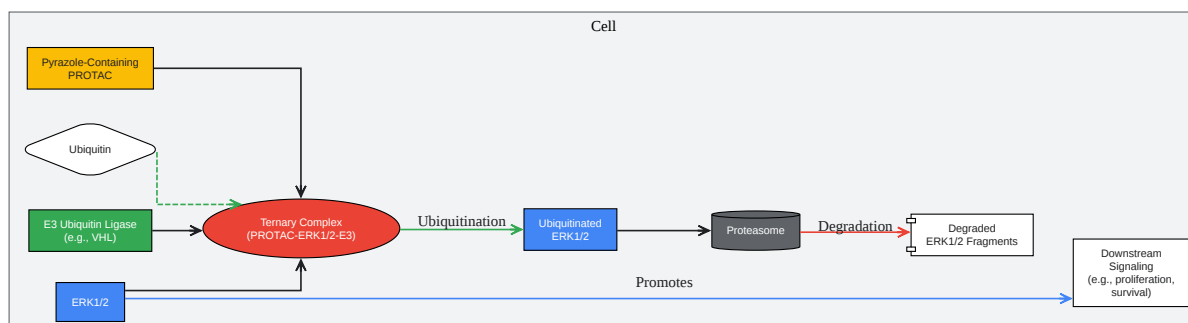 Cell
Pyrazole-Containing
PROTAC
Ubiquitin
E3 Ubiquitin Ligase
(e.g., VHL)
Ternary Complex
(PROTAC-ERK1/2-E3)
Ubiquitination
Ubiquitinated
ERK1/2
Proteasome
Degradation
Degraded
ERK1/2 Fragments
Downstream
Signaling
(e.g., proliferation,
survival)
ERK1/2
Promotes